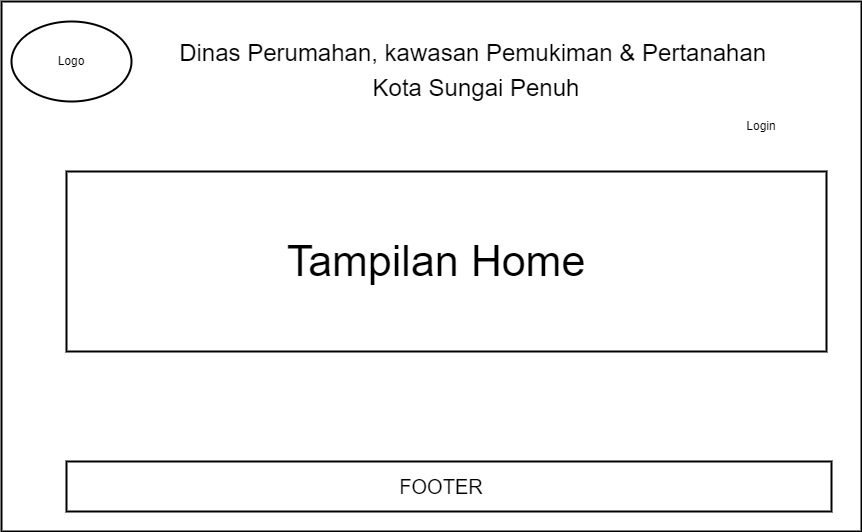 Logo
Dinas Perumahan, kawasan Pemukiman & Pertanahan
Kota Sungai Penuh
Login
Tampilan Home
FOOTER